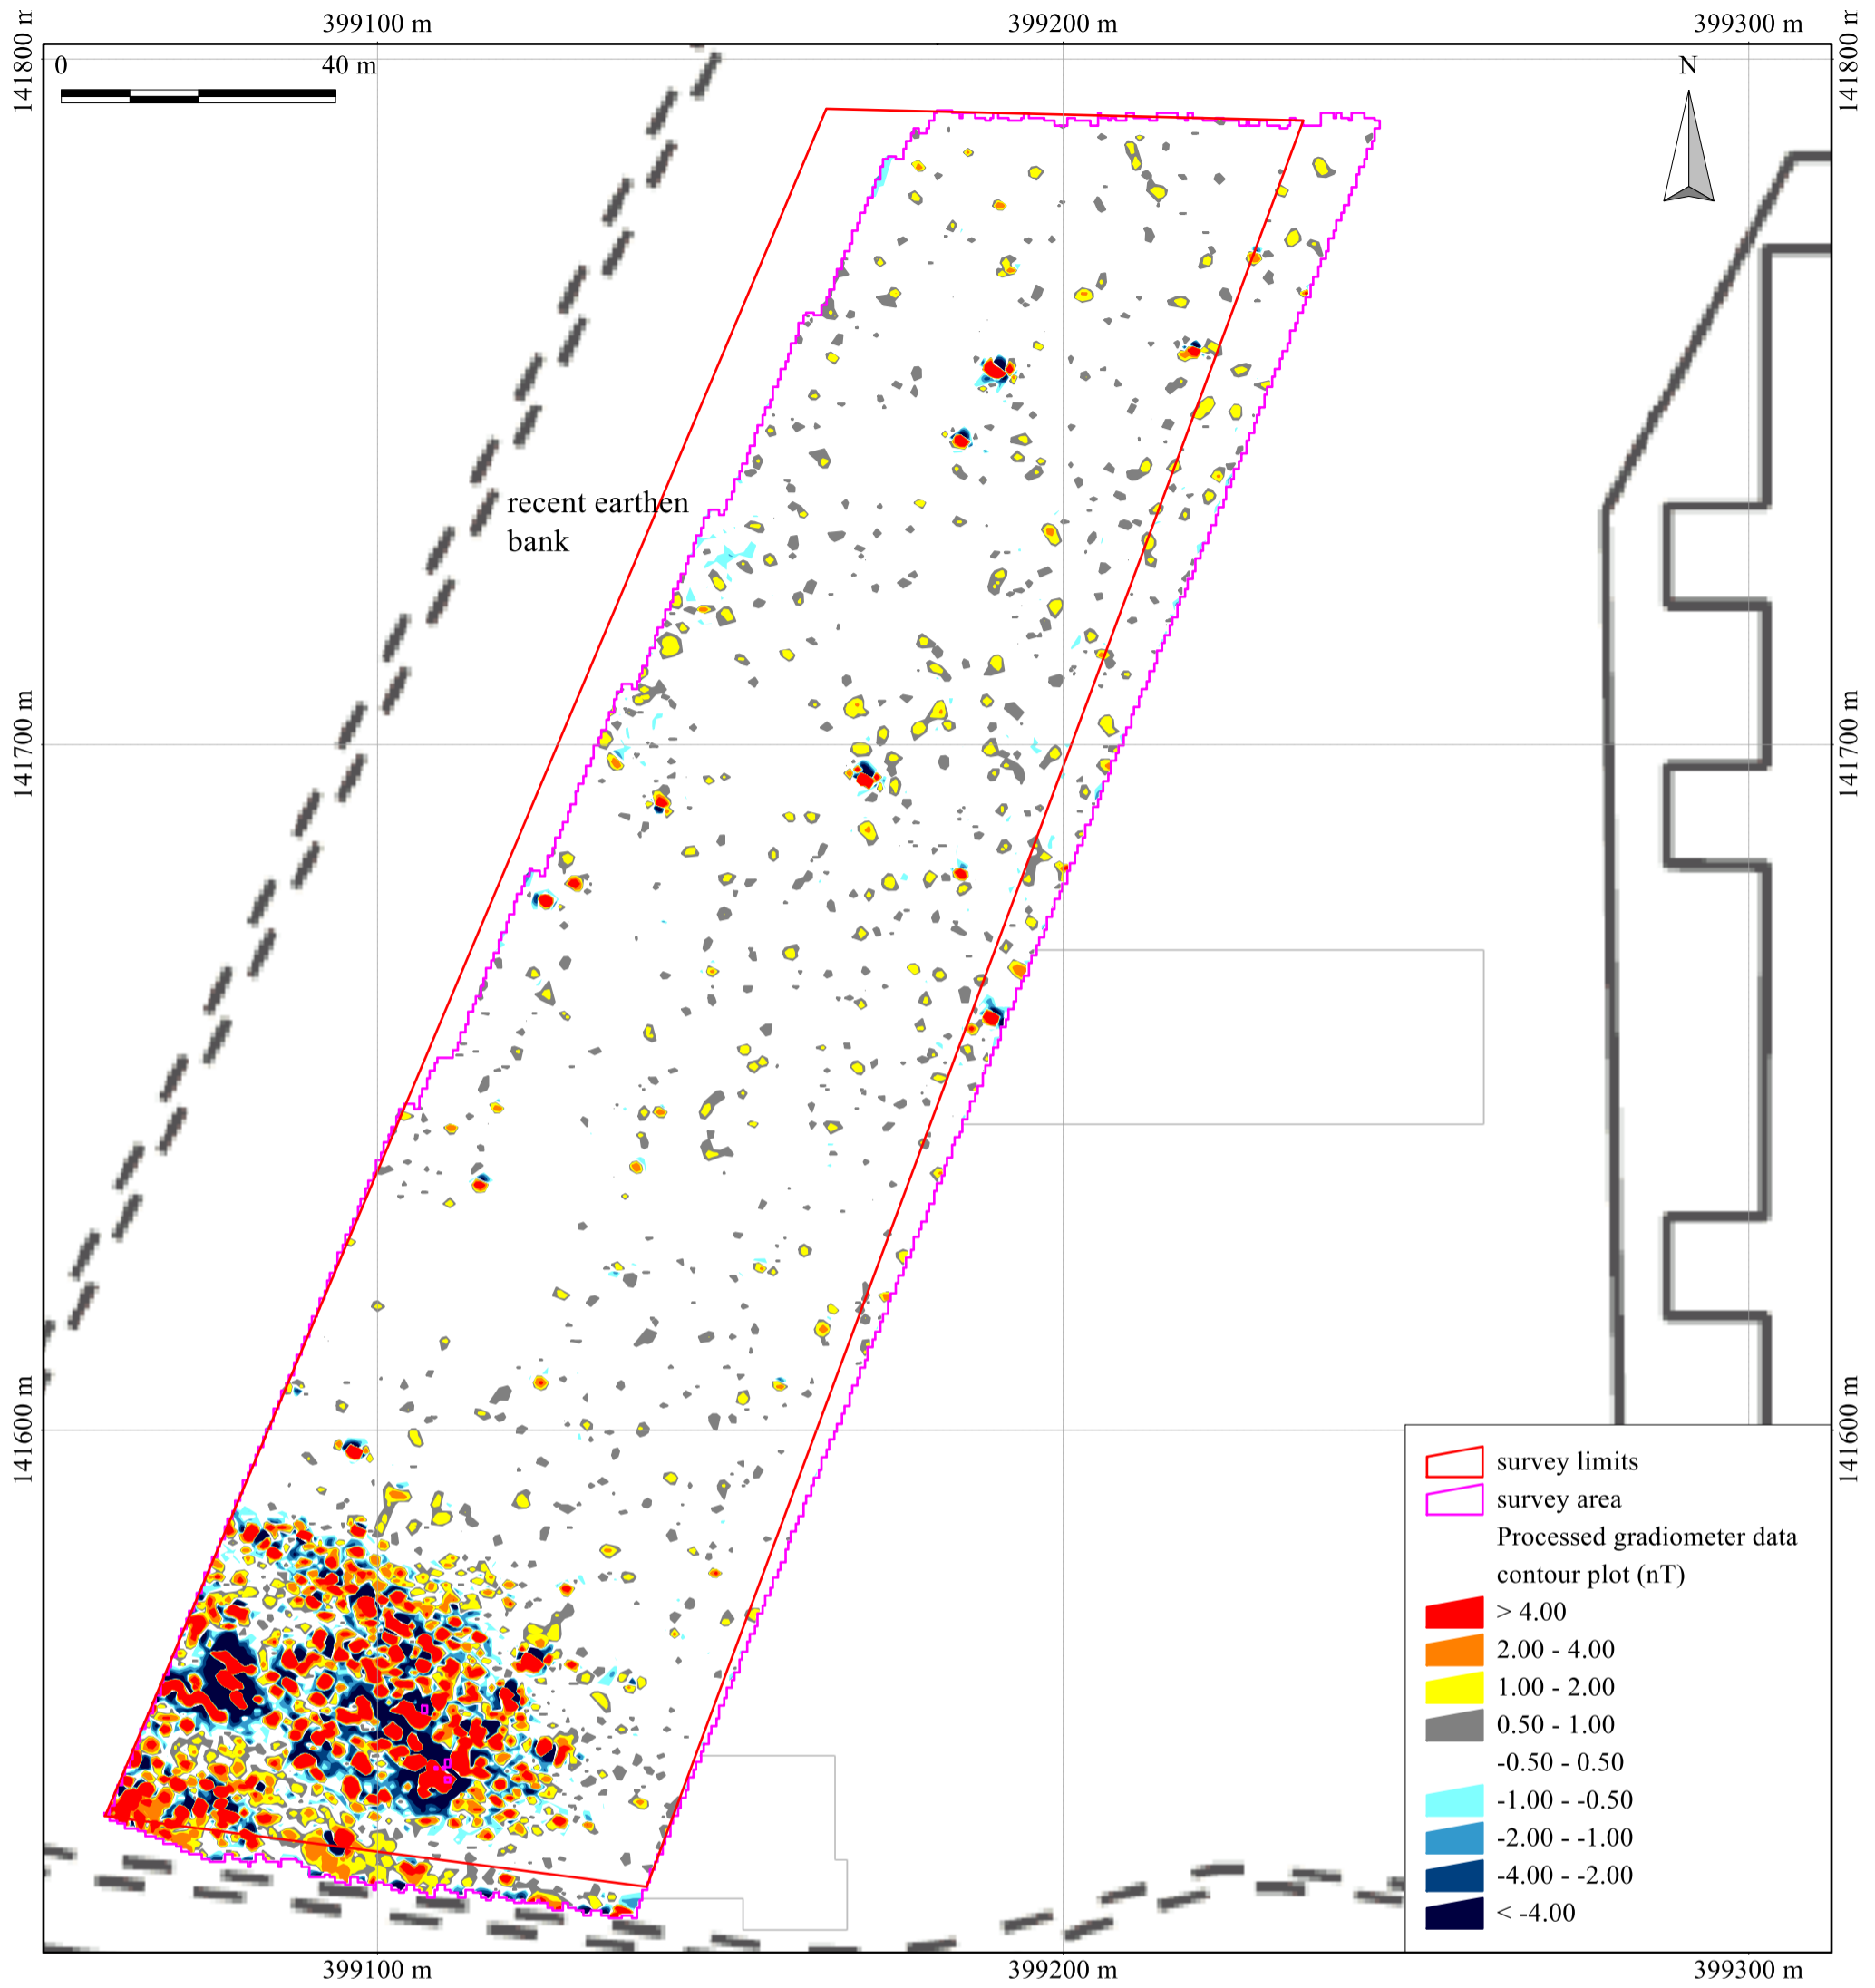 399100 m
399200 m
399300 m
0
40 m
N
141800 m
141800 m
recent earthen
bank
141700 m
141700 m
141600 m
141600 m
survey limits
survey area
Processed gradiometer data
contour plot (nT)
> 4.00
2.00 - 4.00
1.00 - 2.00
0.50 - 1.00
-0.50 - 0.50
-1.00 - -0.50
-2.00 - -1.00
-4.00 - -2.00
< -4.00
399100 m
399200 m
399300 m